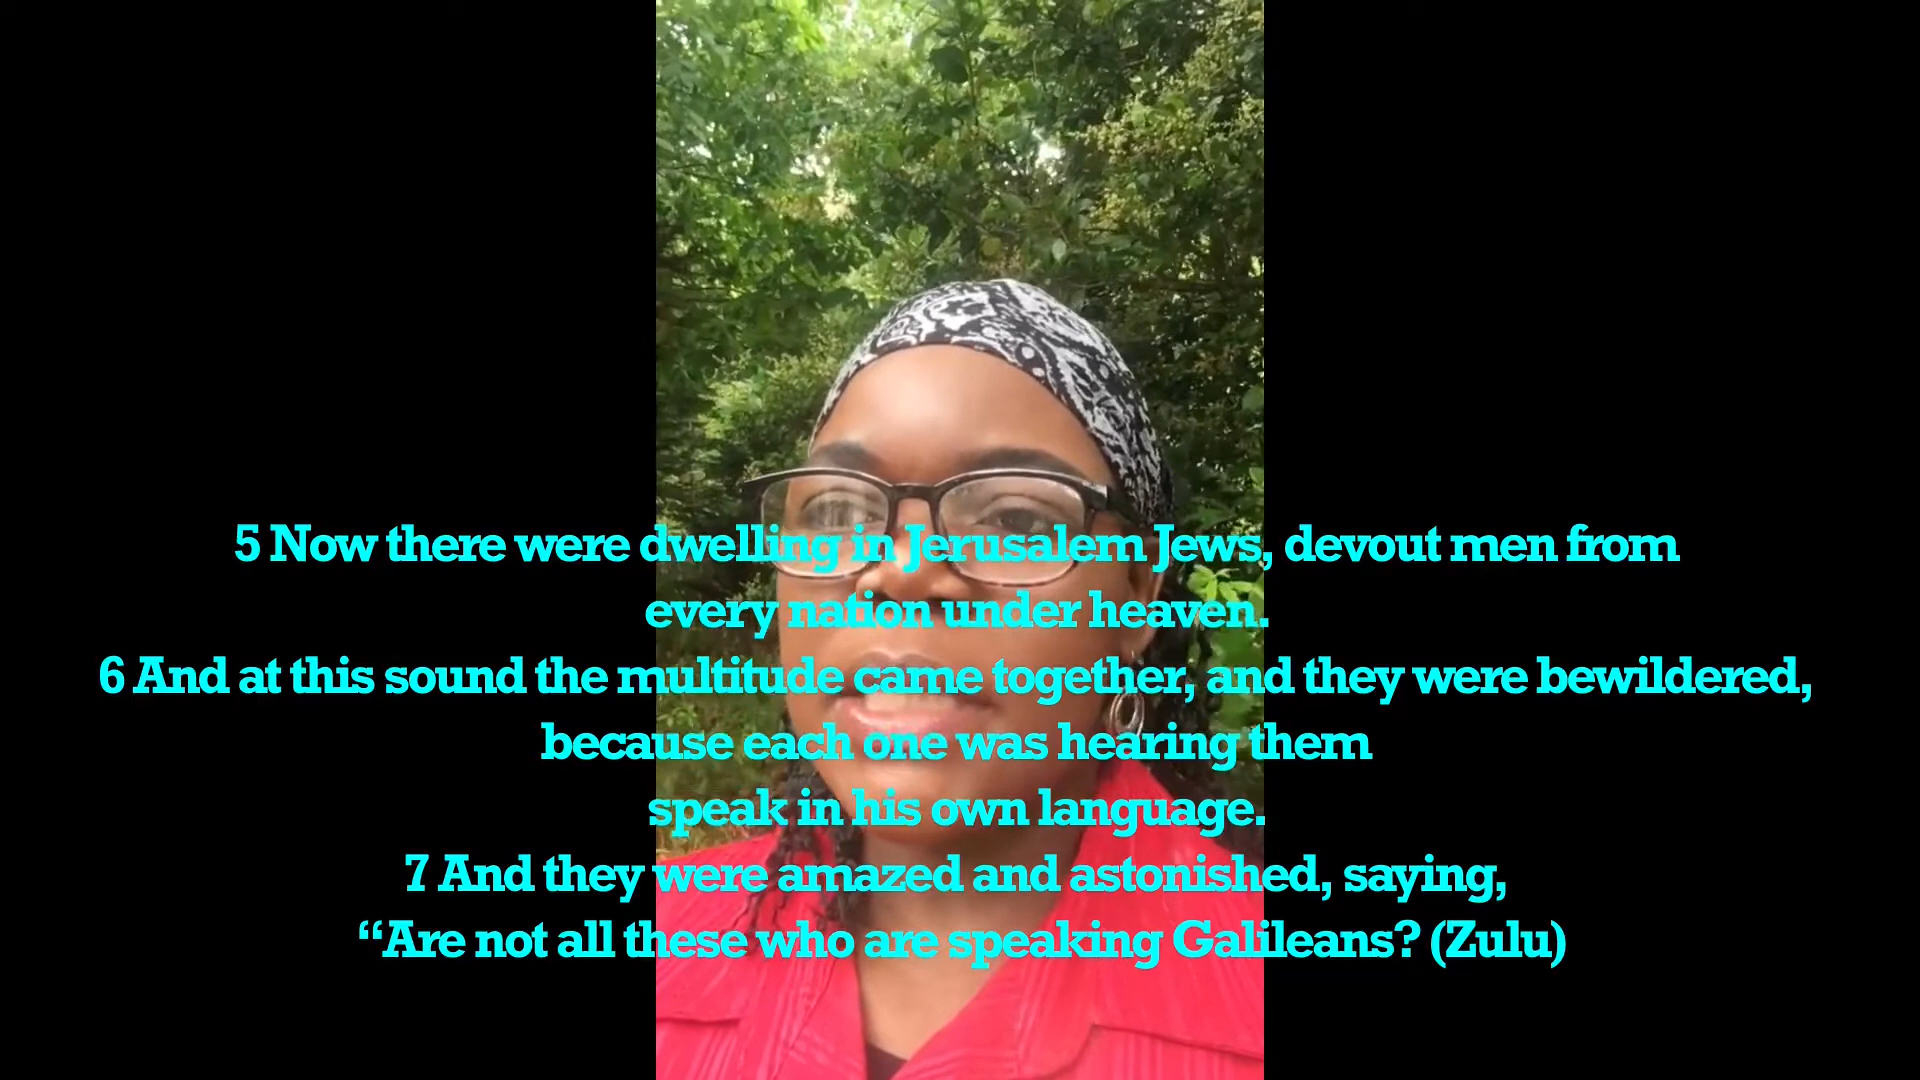 5 Now there were dwelling in Jerusalem Jews, devout men from
every nation under heaven.
6 And at this sound the multitude came together, and they were bewildered,
because each one was hearing them
speak in his own language.
7 And they were amazed and astonished, saying,
“Are not all these who are speaking Galileans? (Zulu)